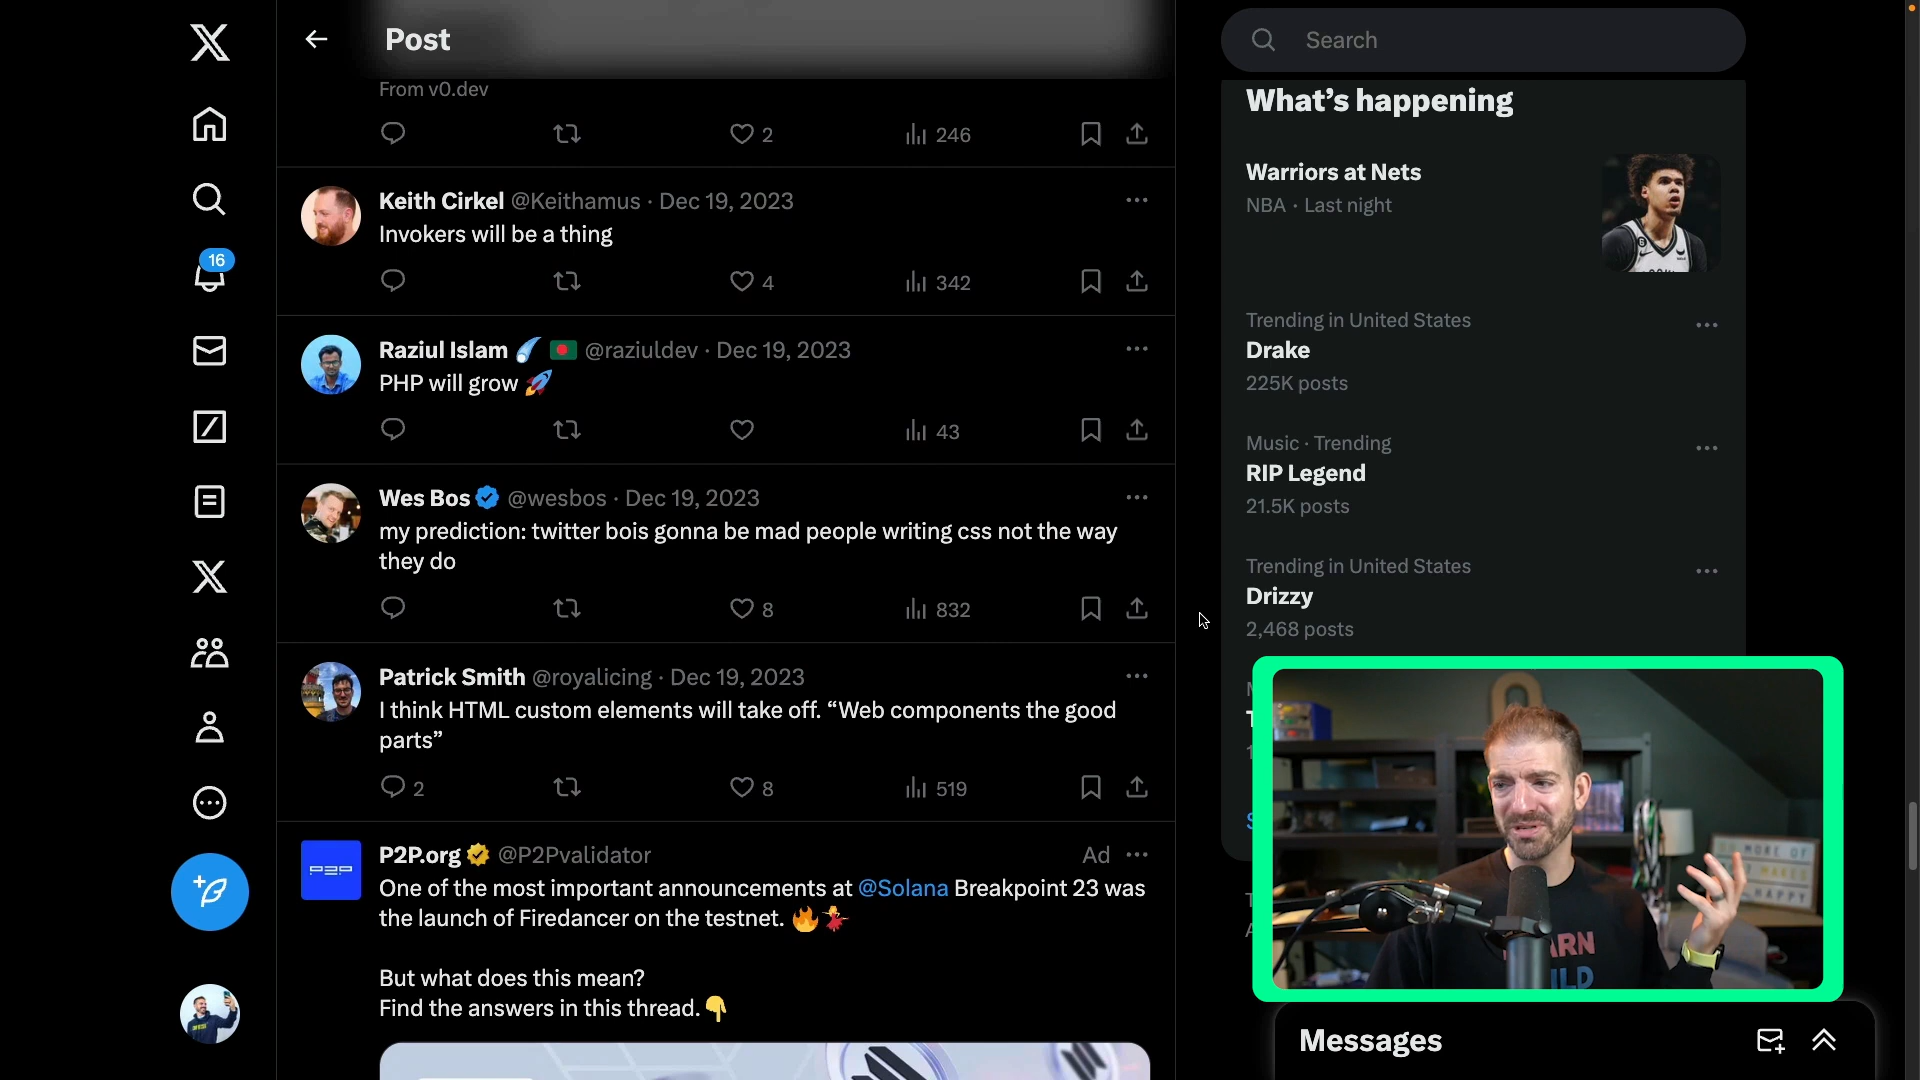 Post
From v0.dev
2
246
Keith Cirkel @Keithamus · Dec 19, 2023
Invokers will be a thing
4
342
Raziul Islam @raziuldev · Dec 19, 2023
PHP will grow 🚀
43
Wes Bos @wesbos · Dec 19, 2023
my prediction: twitter bois gonna be mad people writing css not the way
they do
8
832
Patrick Smith @royalicing · Dec 19, 2023
I think HTML custom elements will take off. “Web components the good
parts”
2
8
519
P2P.org @P2Pvalidator
Ad
One of the most important announcements at @Solana Breakpoint 23 was
the launch of Firedancer on the testnet. 🔥💃
But what does this mean?
Find the answers in this thread. 👇
16
Search
What’s happening
Warriors at Nets
NBA · Last night
Trending in United States
Drake
225K posts
Music · Trending
RIP Legend
21.5K posts
Trending in United States
Drizzy
2,468 posts
MORE OF
MAKES
HAPPY
Messages